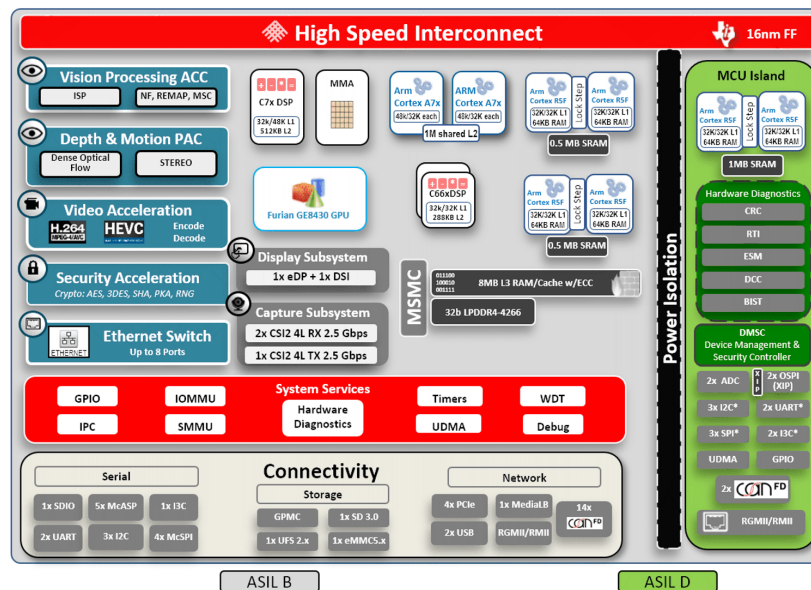 High Speed Interconnect
16nm FF
Vision Processing ACC
ISP
NF, REMAP, MSC
Depth & Motion PAC
Dense Optical
Flow
STEREO
Video Acceleration
H.264
MPEG-4/AVC
HEVC
Encode
Decode
Security Acceleration
Crypto: AES, 3DES, SHA, PKA, RNG
Ethernet Switch
Up to 8 Ports
ETHERNET
C7x DSP
32k/48K L1
512KB L2
MMA
Arm
Cortex A7x
48k/32K each
ARM
Cortex A7x
48k/32K each
1M shared L2
Arm
Cortex R5F
32K/32K L1
64KB RAM
Lock Step
Arm
Cortex R5F
32K/32K L1
64KB RAM
0.5 MB SRAM
Furian GE8430 GPU
C66xDSP
32k/32K L1
288KB L2
Arm
Cortex R5F
32K/32K L1
64KB RAM
Lock Step
Arm
Cortex R5F
32K/32K L1
64KB RAM
0.5 MB SRAM
Display Subsystem
1x eDP + 1x DSI
Capture Subsystem
2x CSI2 4L RX 2.5 Gbps
1x CSI2 4L TX 2.5 Gbps
MSMC
011100
100010
001111
8MB L3 RAM/Cache w/ECC
32b LPDDR4-4266
System Services
GPIO
IOMMU
Hardware
Diagnostics
Timers
WDT
IPC
SMMU
UDMA
Debug
Connectivity
Serial
1x SDIO
5x McASP
1x I3C
2x UART
3x I2C
4x McSPI
Storage
GPMC
1x SD 3.0
1x UFS 2.x
1x eMMC5.x
Network
4x PCIe
1x MediaLB
14x
CAN FD
2x USB
RGMII/RMII
Power Isolation
MCU Island
Arm
Cortex R5F
32K/32K L1
64KB RAM
Lock Step
Arm
Cortex R5F
32K/32K L1
64KB RAM
1MB SRAM
Hardware Diagnostics
CRC
RTI
ESM
DCC
BIST
DMSC
Device Management &
Security Controller
2x ADC
XIP
2x OSPI
(XIP)
3x I2C*
2x UART*
3x SPI*
2x I3C*
UDMA
GPIO
2x
CAN FD
RGMII/RMII
ASIL B
ASIL D